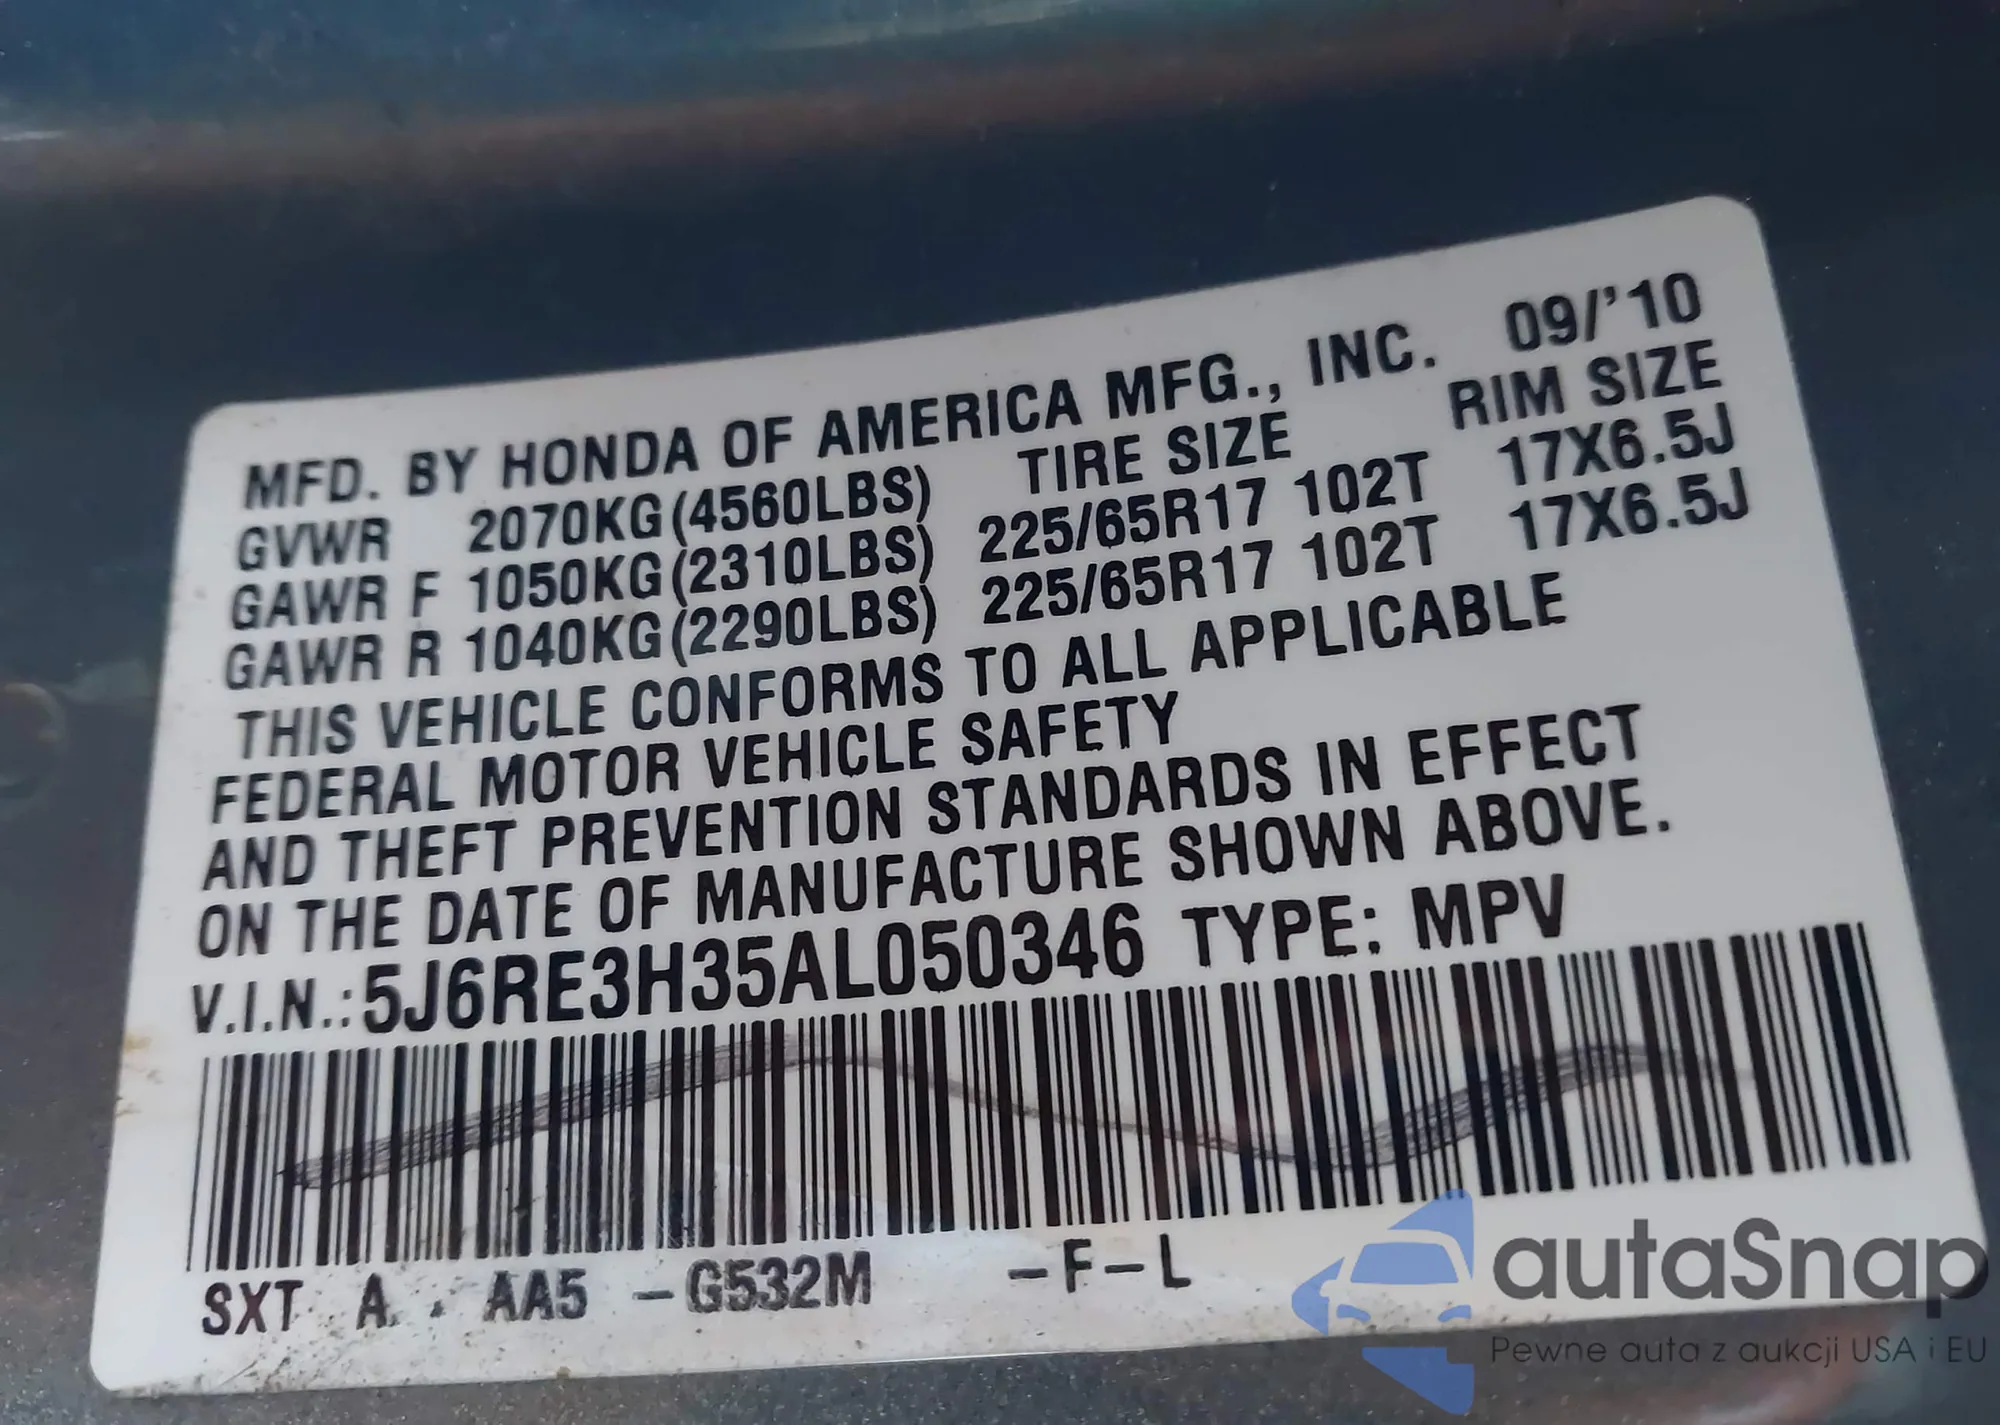 MFD. BY HONDA OF AMERICA MFG., INC. 09/'10
GVWR 2070KG(4560LBS) TIRE SIZE RIM SIZE
GAWR F 1050KG(2310LBS) 225/65R17 102T 17X6.5J
GAWR R 1040KG(2290LBS) 225/65R17 102T 17X6.5J
THIS VEHICLE CONFORMS TO ALL APPLICABLE
FEDERAL MOTOR VEHICLE SAFETY
AND THEFT PREVENTION STANDARDS IN EFFECT
ON THE DATE OF MANUFACTURE SHOWN ABOVE.
V.I.N.:5J6RE3H35AL050346 TYPE: MPV
SXT A. AA5 -G532M -F-L
autaSnap
Pewne auta z aukcji USA i EU